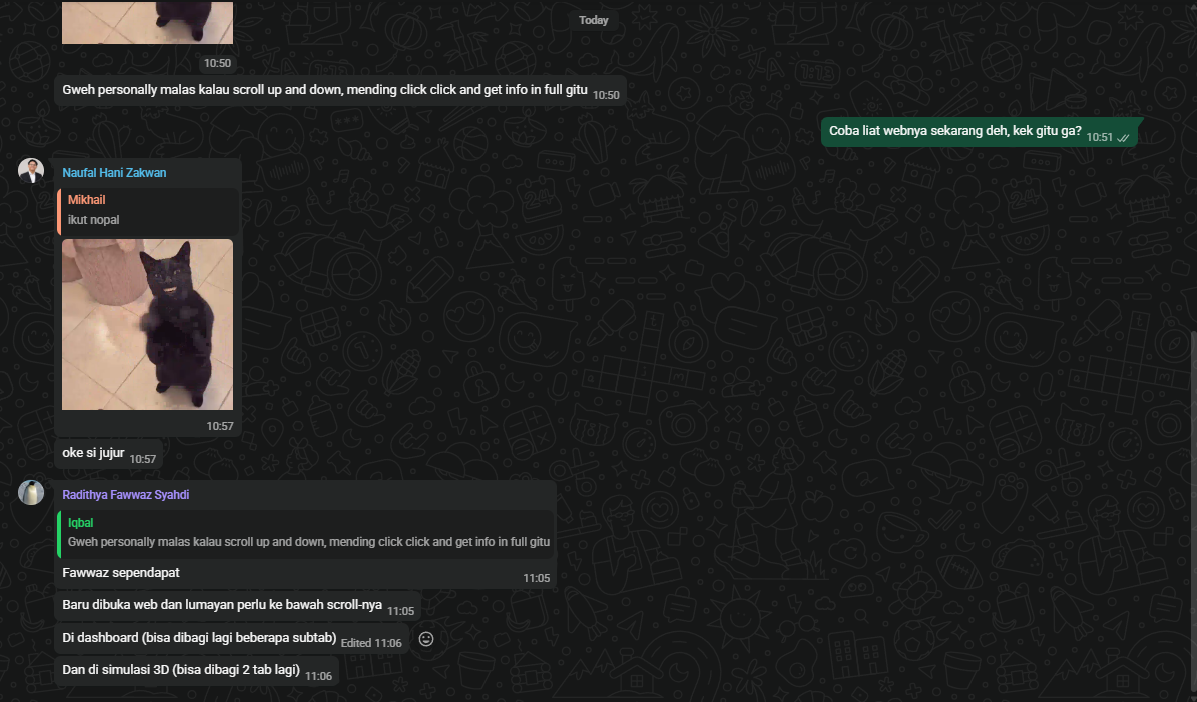 Today
10:50
Gweh personally malas kalau scroll up and down, mending click click and get info in full gitu 10:50
Coba liat webnya sekarang deh, kek gitu ga? 10:51
Naufal Hani Zakwan
Mikhail
ikut nopal
10:57
oke si jujur 10:57
Radithya Fawwaz Syahdi
Iqbal
Gweh personally malas kalau scroll up and down, mending click click and get info in full gitu
Fawwaz sependapat 11:05
Baru dibuka web dan lumayan perlu ke bawah scroll-nya 11:05
Di dashboard (bisa dibagi lagi beberapa subtab) Edited 11:06
Dan di simulasi 3D (bisa dibagi 2 tab lagi) 11:06